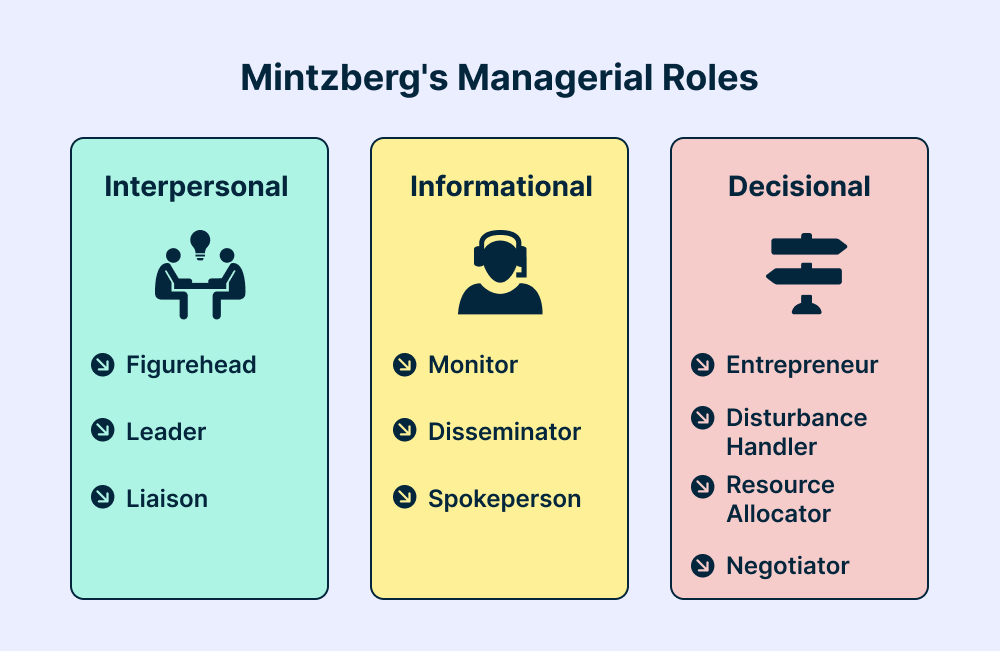 Mintzberg's Managerial Roles
Interpersonal
Figurehead
Leader
Liaison
Informational
Monitor
Disseminator
Spokeperson
Decisional
Entrepreneur
Disturbance
Handler
Resource
Allocator
Negotiator